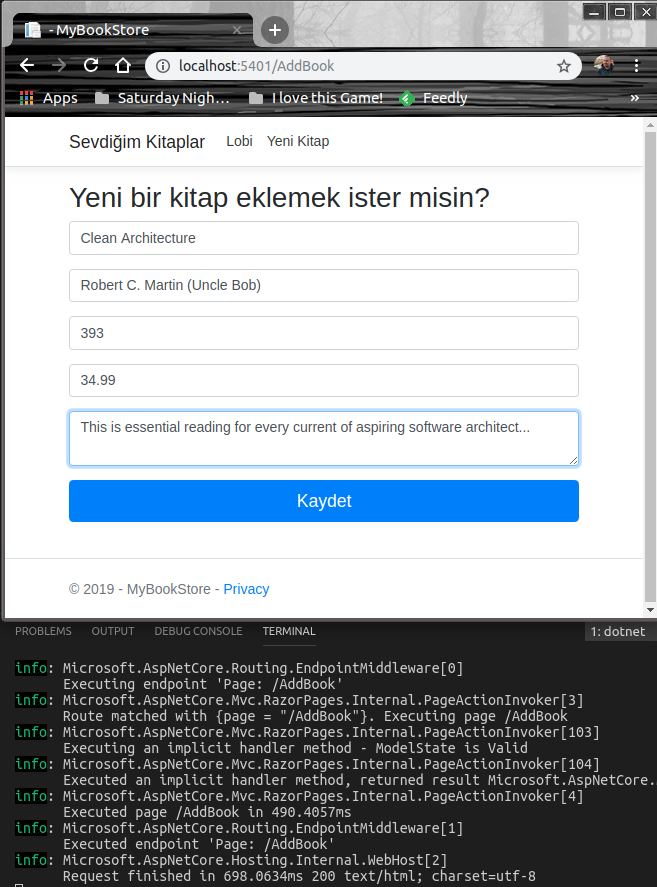 - MyBookStore
localhost:5401/AddBook
Apps Saturday Nigh... I love this Game! Feedly »
Sevdiğim Kitaplar Lobi Yeni Kitap
Yeni bir kitap eklemek ister misin?
Clean Architecture
Robert C. Martin (Uncle Bob)
393
34.99
This is essential reading for every current of aspiring software architect...
Kaydet
© 2019 - MyBookStore - Privacy
PROBLEMS OUTPUT DEBUG CONSOLE TERMINAL 1: dotnet
info: Microsoft.AspNetCore.Routing.EndpointMiddleware[0]
Executing endpoint 'Page: /AddBook'
info: Microsoft.AspNetCore.Mvc.RazorPages.Internal.PageActionInvoker[3]
Route matched with {page = "/AddBook"}. Executing page /AddBook
info: Microsoft.AspNetCore.Mvc.RazorPages.Internal.PageActionInvoker[103]
Executing an implicit handler method - ModelState is Valid
info: Microsoft.AspNetCore.Mvc.RazorPages.Internal.PageActionInvoker[104]
Executed an implicit handler method, returned result Microsoft.AspNetCore.
info: Microsoft.AspNetCore.Mvc.RazorPages.Internal.PageActionInvoker[4]
Executed page /AddBook in 490.4057ms
info: Microsoft.AspNetCore.Routing.EndpointMiddleware[1]
Executed endpoint 'Page: /AddBook'
info: Microsoft.AspNetCore.Hosting.Internal.WebHost[2]
Request finished in 698.0634ms 200 text/html; charset=utf-8